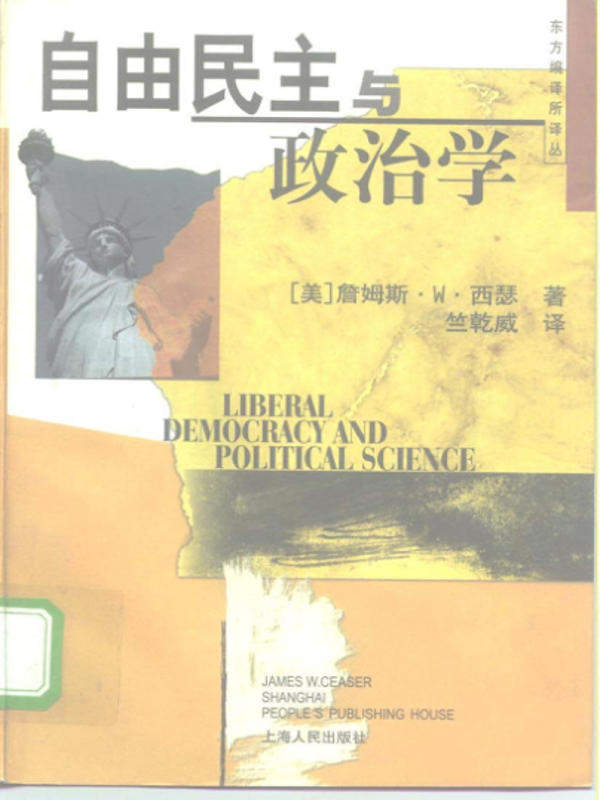 自由民主与
政治学
东方编译所译丛
[美]詹姆斯·W·西瑟 著
竺乾威 译
LIBERAL
DEMOCRACY AND
POLITICAL SCIENCE
JAMES W.CEASER
SHANGHAI
PEOPLE'S PUBLISHING HOUSE
上海人民出版社